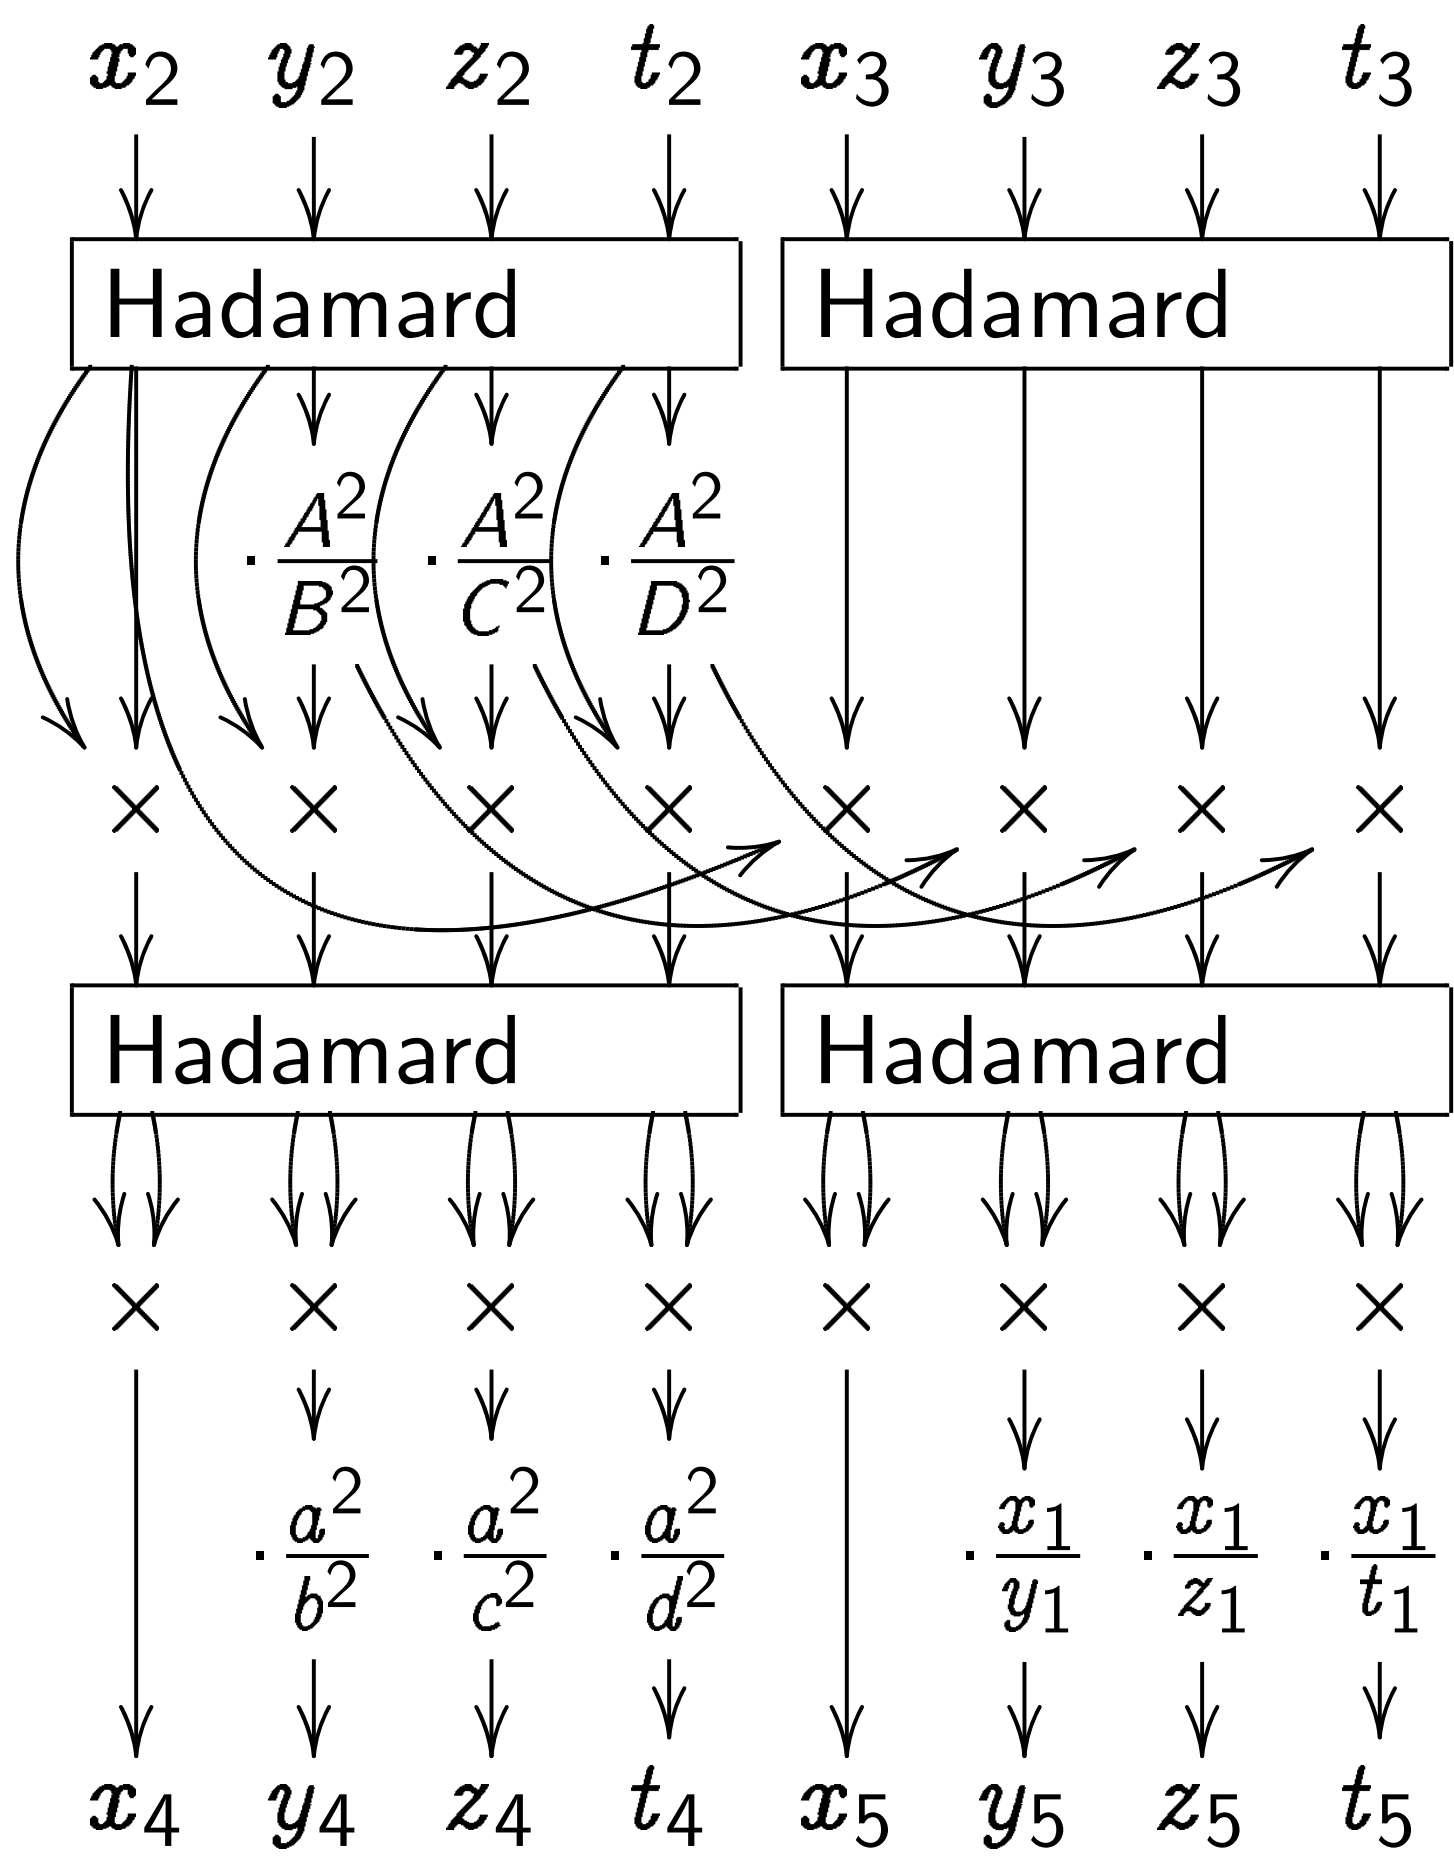 x₂ y₂ z₂ t₂ x₃ y₃ z₃ t₃
Hadamard Hadamard
· A²/B² · A²/C² · A²/D²
× × × × × × × ×
Hadamard Hadamard
× × × × × × × ×
· a²/b² · a²/c² · a²/d² · x₁/y₁ · x₁/z₁ · x₁/t₁
x₄ y₄ z₄ t₄ x₅ y₅ z₅ t₅